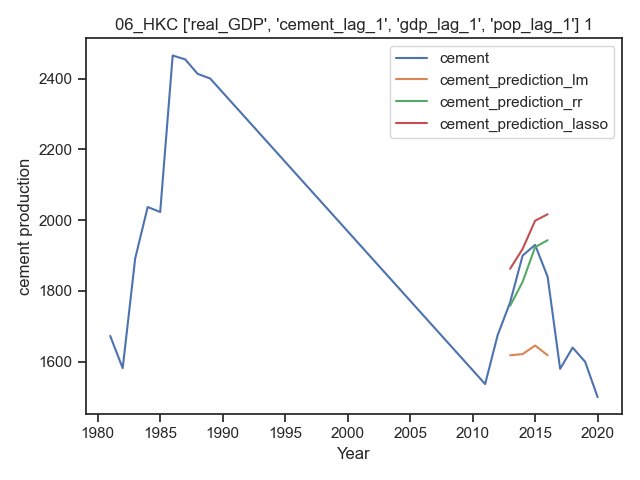 06_HKC ['real_GDP', 'cement_lag_1', 'gdp_lag_1', 'pop_lag_1'] 1
cement
cement_prediction_lm
cement_prediction_rr
cement_prediction_lasso
cement production
2400
2200
2000
1800
1600
1980 1985 1990 1995 2000 2005 2010 2015 2020
Year